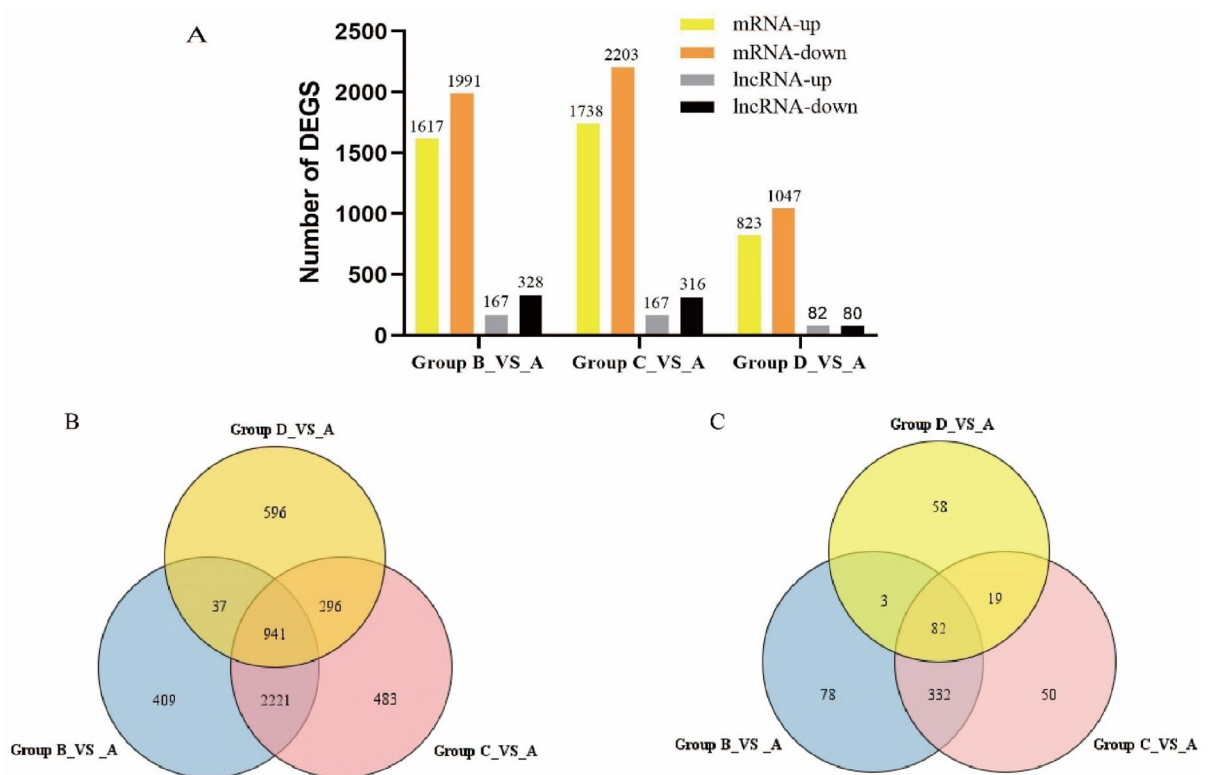 A
Number of DEGS
2500
2000
1500
1000
500
0
mRNA-up
mRNA-down
lncRNA-up
lncRNA-down
1617
1991
167
328
1738
2203
167
316
823
1047
82
80
Group B_VS_A
Group C_VS_A
Group D_VS_A
B
Group D_VS _A
596
37
296
941
409
2221
483
Group B_VS _A
Group C_VS_A
C
Group D_VS_A
58
3
19
82
78
332
50
Group B_VS _A
Group C_VS_A